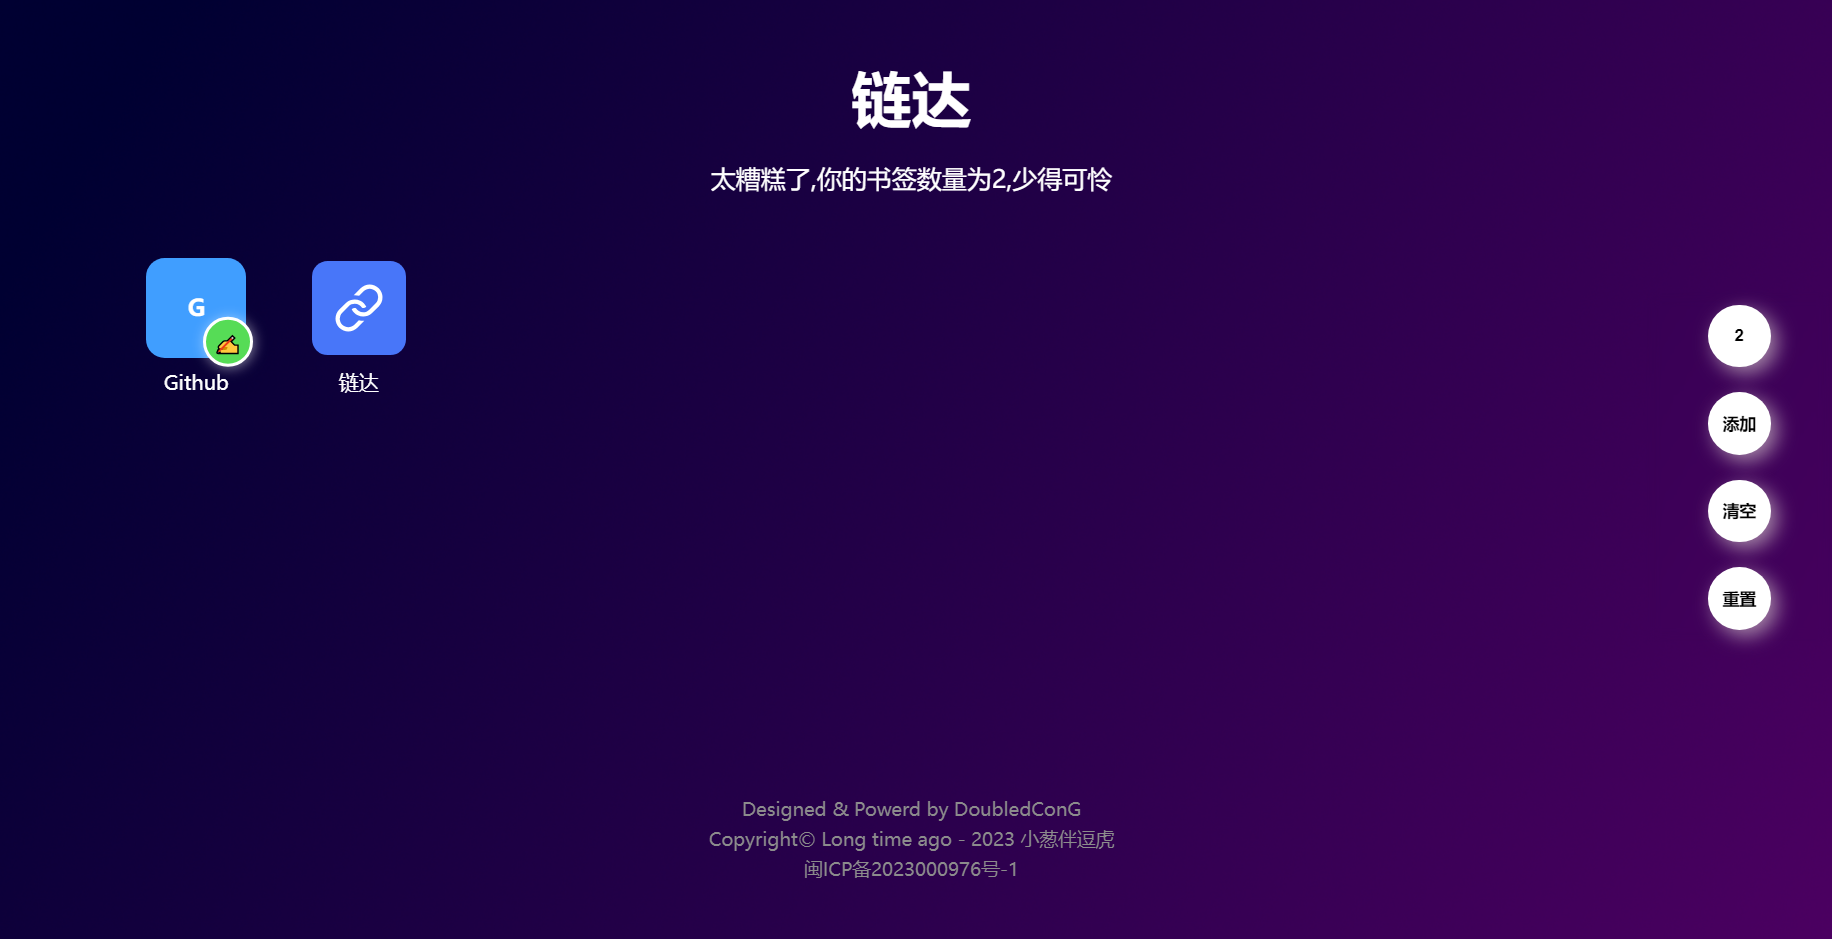 链达
太糟糕了,你的书签数量为2,少得可怜
G
Github
链达
2
添加
清空
重置
Designed & Powerd by DoubledConG
Copyright© Long time ago - 2023 小葱伴逗虎
闽ICP备2023000976号-1